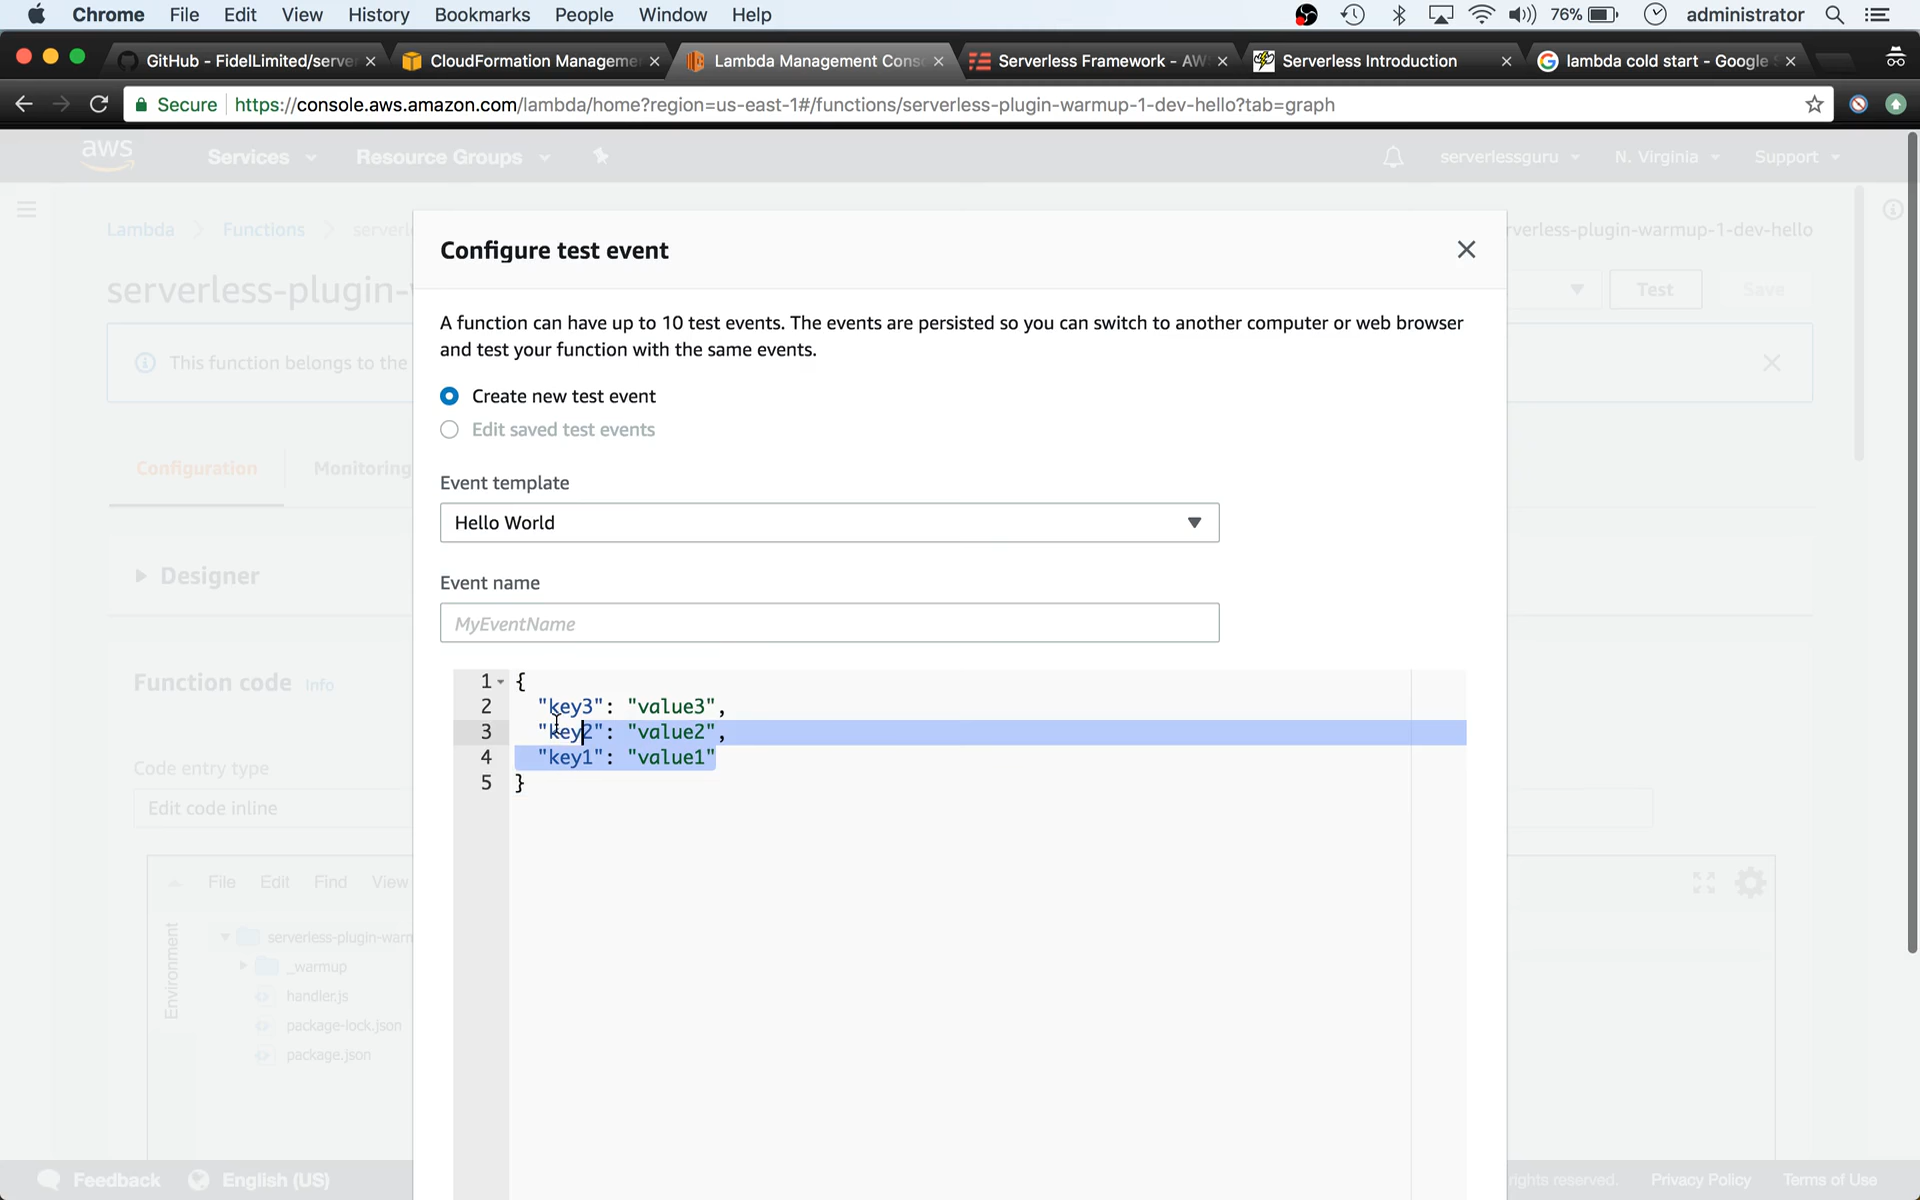 Chrome File Edit View History Bookmarks People Window Help 76% administrator
GitHub - FidelLimited/serve CloudFormation Manageme Lambda Management Conso Serverless Framework - AW Serverless Introduction lambda cold start - Google S
Secure https://console.aws.amazon.com/lambda/home?region=us-east-1#/functions/serverless-plugin-warmup-1-dev-hello?tab=graph
aws Services Resource Groups serverlessguru N. Virginia Support
Lambda Functions serverl rverless-plugin-warmup-1-dev-hello
serverless-plugin- Test Save
This function belongs to the
Configure test event
A function can have up to 10 test events. The events are persisted so you can switch to another computer or web browser
and test your function with the same events.
Create new test event
Edit saved test events
Configuration Monitoring
Event template
Hello World
Designer
Event name
MyEventName
Function code Info
1 {
2 "key3": "value3",
3 "key2": "value2",
4 "key1": "value1"
5 }
Code entry type
Edit code inline
File Edit Find View
Environment
serverless-plugin-warm
_warmup
handler.js
package-lock.json
package.json
Feedback English (US) rights reserved. Privacy Policy Terms of Use